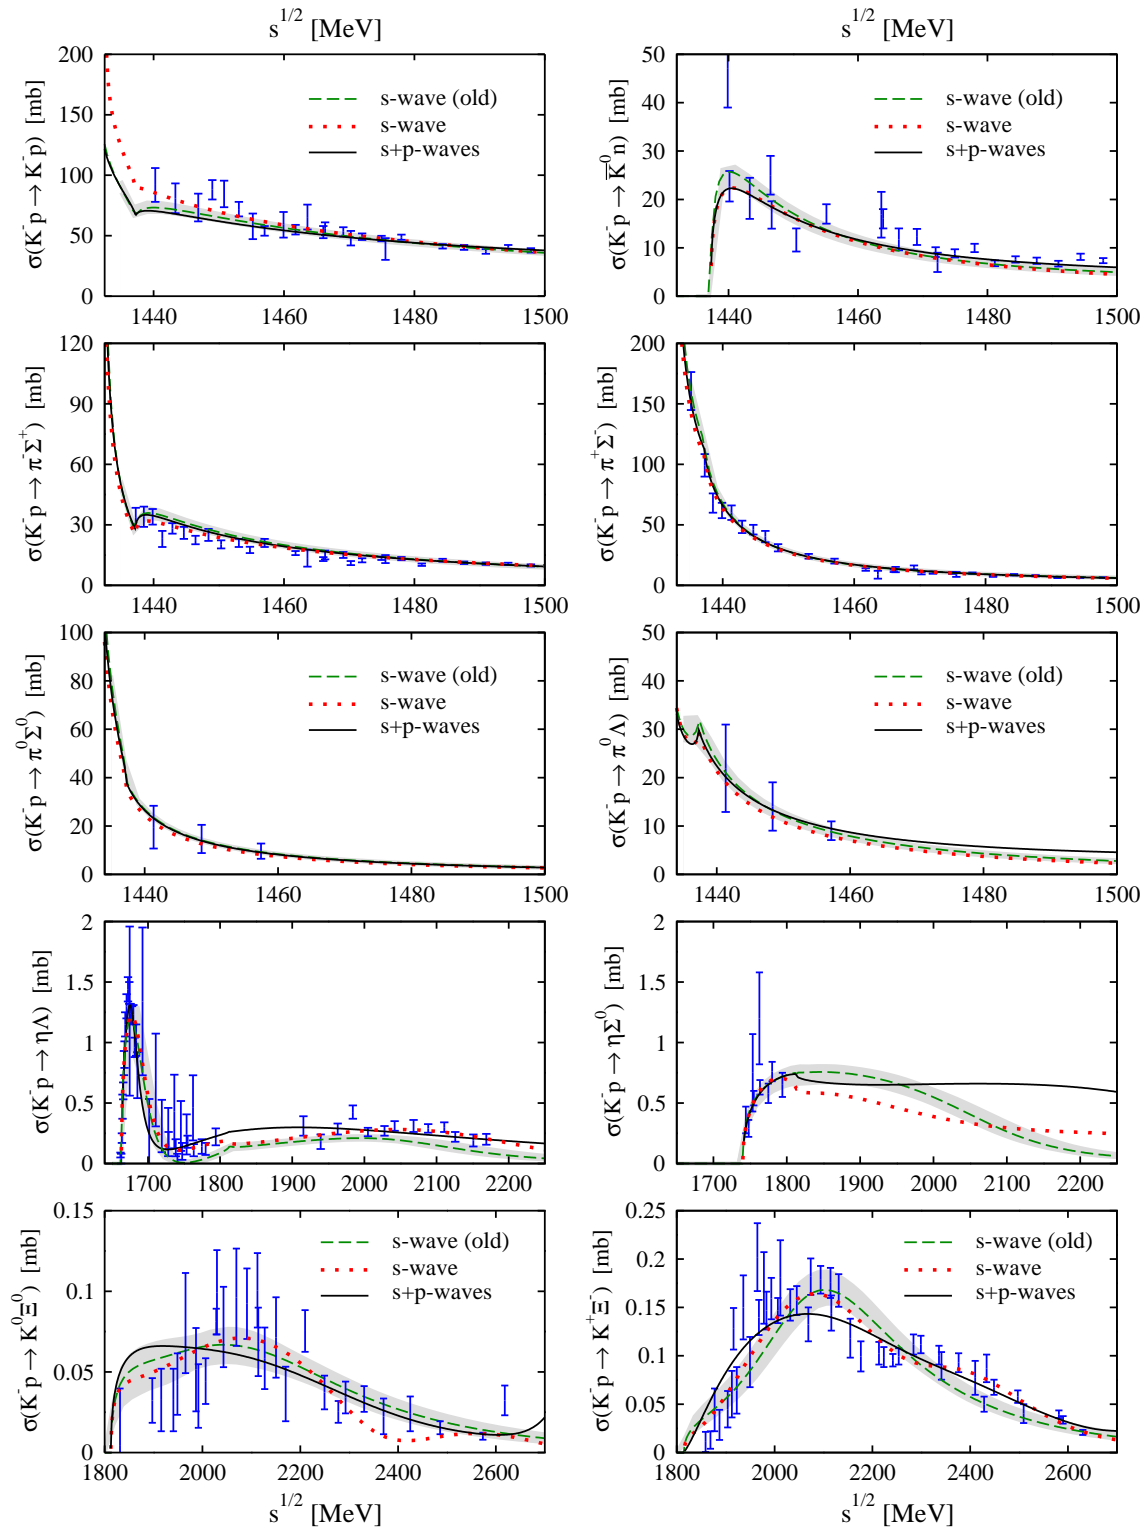 s^{1/2} [MeV]
s^{1/2} [MeV]
σ(K⁻p → K⁻p) [mb]
200
150
100
50
0
s-wave (old)
s-wave
s+p-waves
1440 1460 1480 1500
σ(K⁻p → K̅⁰n) [mb]
50
40
30
20
10
0
s-wave (old)
s-wave
s+p-waves
1440 1460 1480 1500
σ(K⁻p → π⁻Σ⁺) [mb]
120
90
60
30
0
1440 1460 1480 1500
σ(K⁻p → π⁺Σ⁻) [mb]
200
150
100
50
0
1440 1460 1480 1500
σ(K⁻p → π⁰Σ⁰) [mb]
100
80
60
40
20
0
s-wave (old)
s-wave
s+p-waves
1440 1460 1480 1500
σ(K⁻p → π⁰Λ) [mb]
50
40
30
20
10
0
s-wave (old)
s-wave
s+p-waves
1440 1460 1480 1500
σ(K⁻p → ηΛ) [mb]
2
1.5
1
0.5
0
1700 1800 1900 2000 2100 2200
σ(K⁻p → ηΣ⁰) [mb]
2
1.5
1
0.5
0
1700 1800 1900 2000 2100 2200
σ(K⁻p → K⁰Ξ⁰) [mb]
0.15
0.1
0.05
0
s-wave (old)
s-wave
s+p-waves
1800 2000 2200 2400 2600
s^{1/2} [MeV]
σ(K⁻p → K⁺Ξ⁻) [mb]
0.25
0.2
0.15
0.1
0.05
0
s-wave (old)
s-wave
s+p-waves
1800 2000 2200 2400 2600
s^{1/2} [MeV]